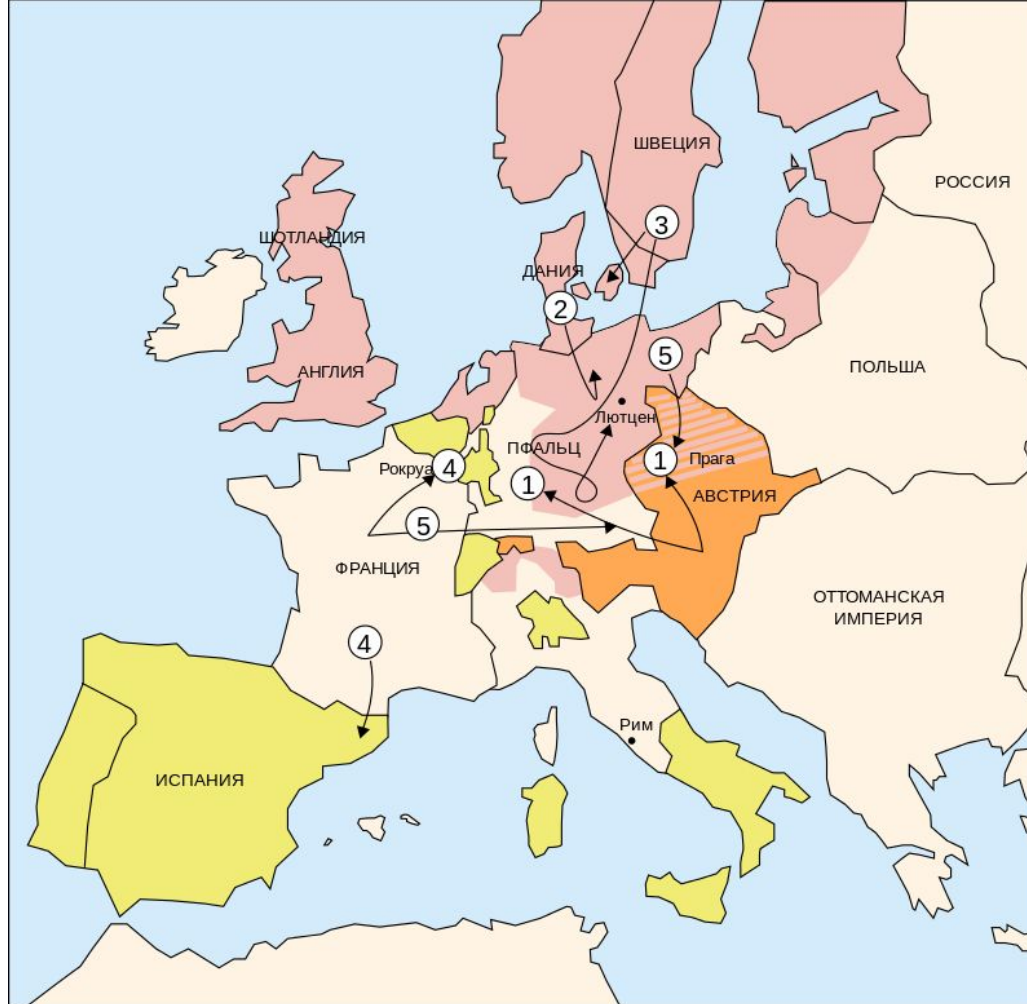 ШВЕЦИЯ
РОССИЯ
ШОТЛАНДИЯ
3
ДАНИЯ
2
5
ПОЛЬША
АНГЛИЯ
Лютцен
ПФАЛЬЦ
Рокруа
4
1
1
Прага
АВСТРИЯ
5
ФРАНЦИЯ
ОТТОМАНСКАЯ
ИМПЕРИЯ
4
Рим
ИСПАНИЯ